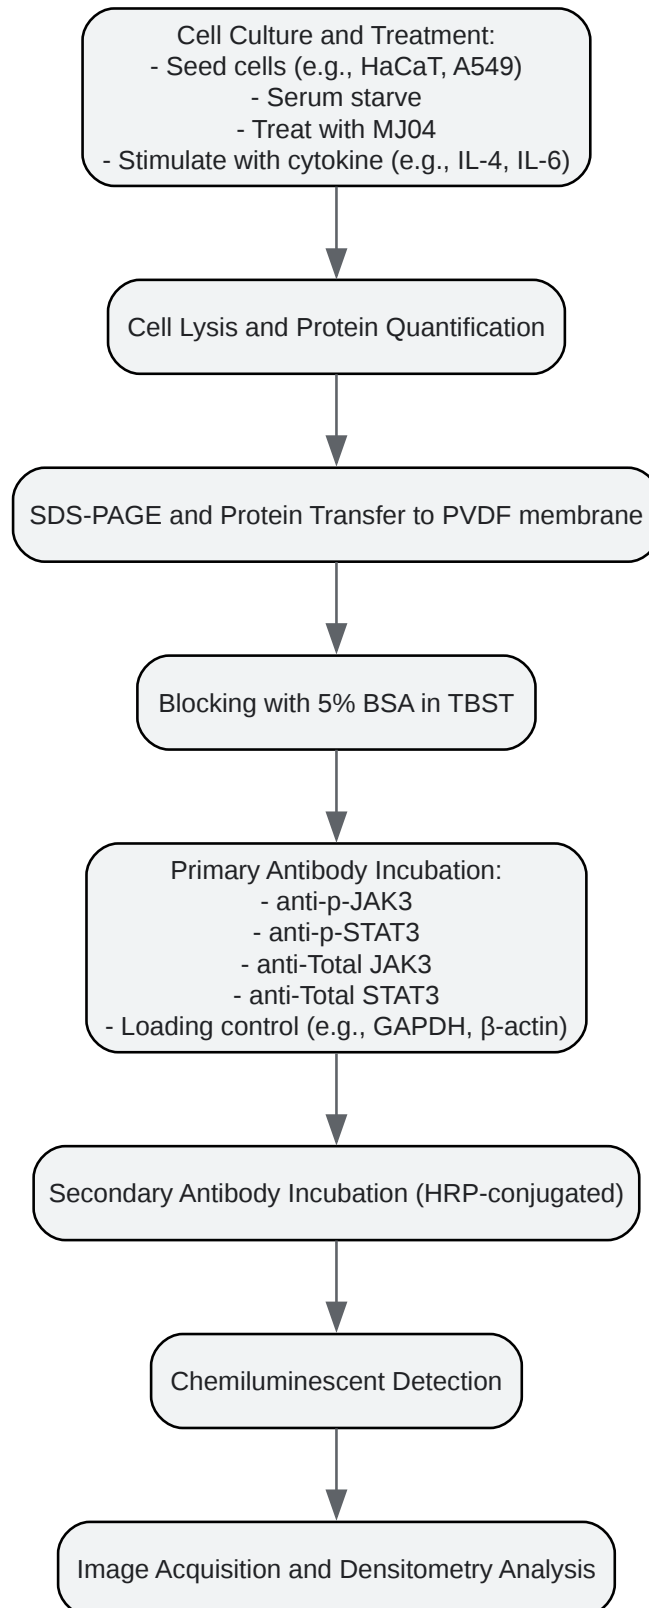 Cell Culture and Treatment:
- Seed cells (e.g., HaCaT, A549)
- Serum starve
- Treat with MJ04
- Stimulate with cytokine (e.g., IL-4, IL-6)
Cell Lysis and Protein Quantification
SDS-PAGE and Protein Transfer to PVDF membrane
Blocking with 5% BSA in TBST
Primary Antibody Incubation:
- anti-p-JAK3
- anti-p-STAT3
- anti-Total JAK3
- anti-Total STAT3
- Loading control (e.g., GAPDH, β-actin)
Secondary Antibody Incubation (HRP-conjugated)
Chemiluminescent Detection
Image Acquisition and Densitometry Analysis